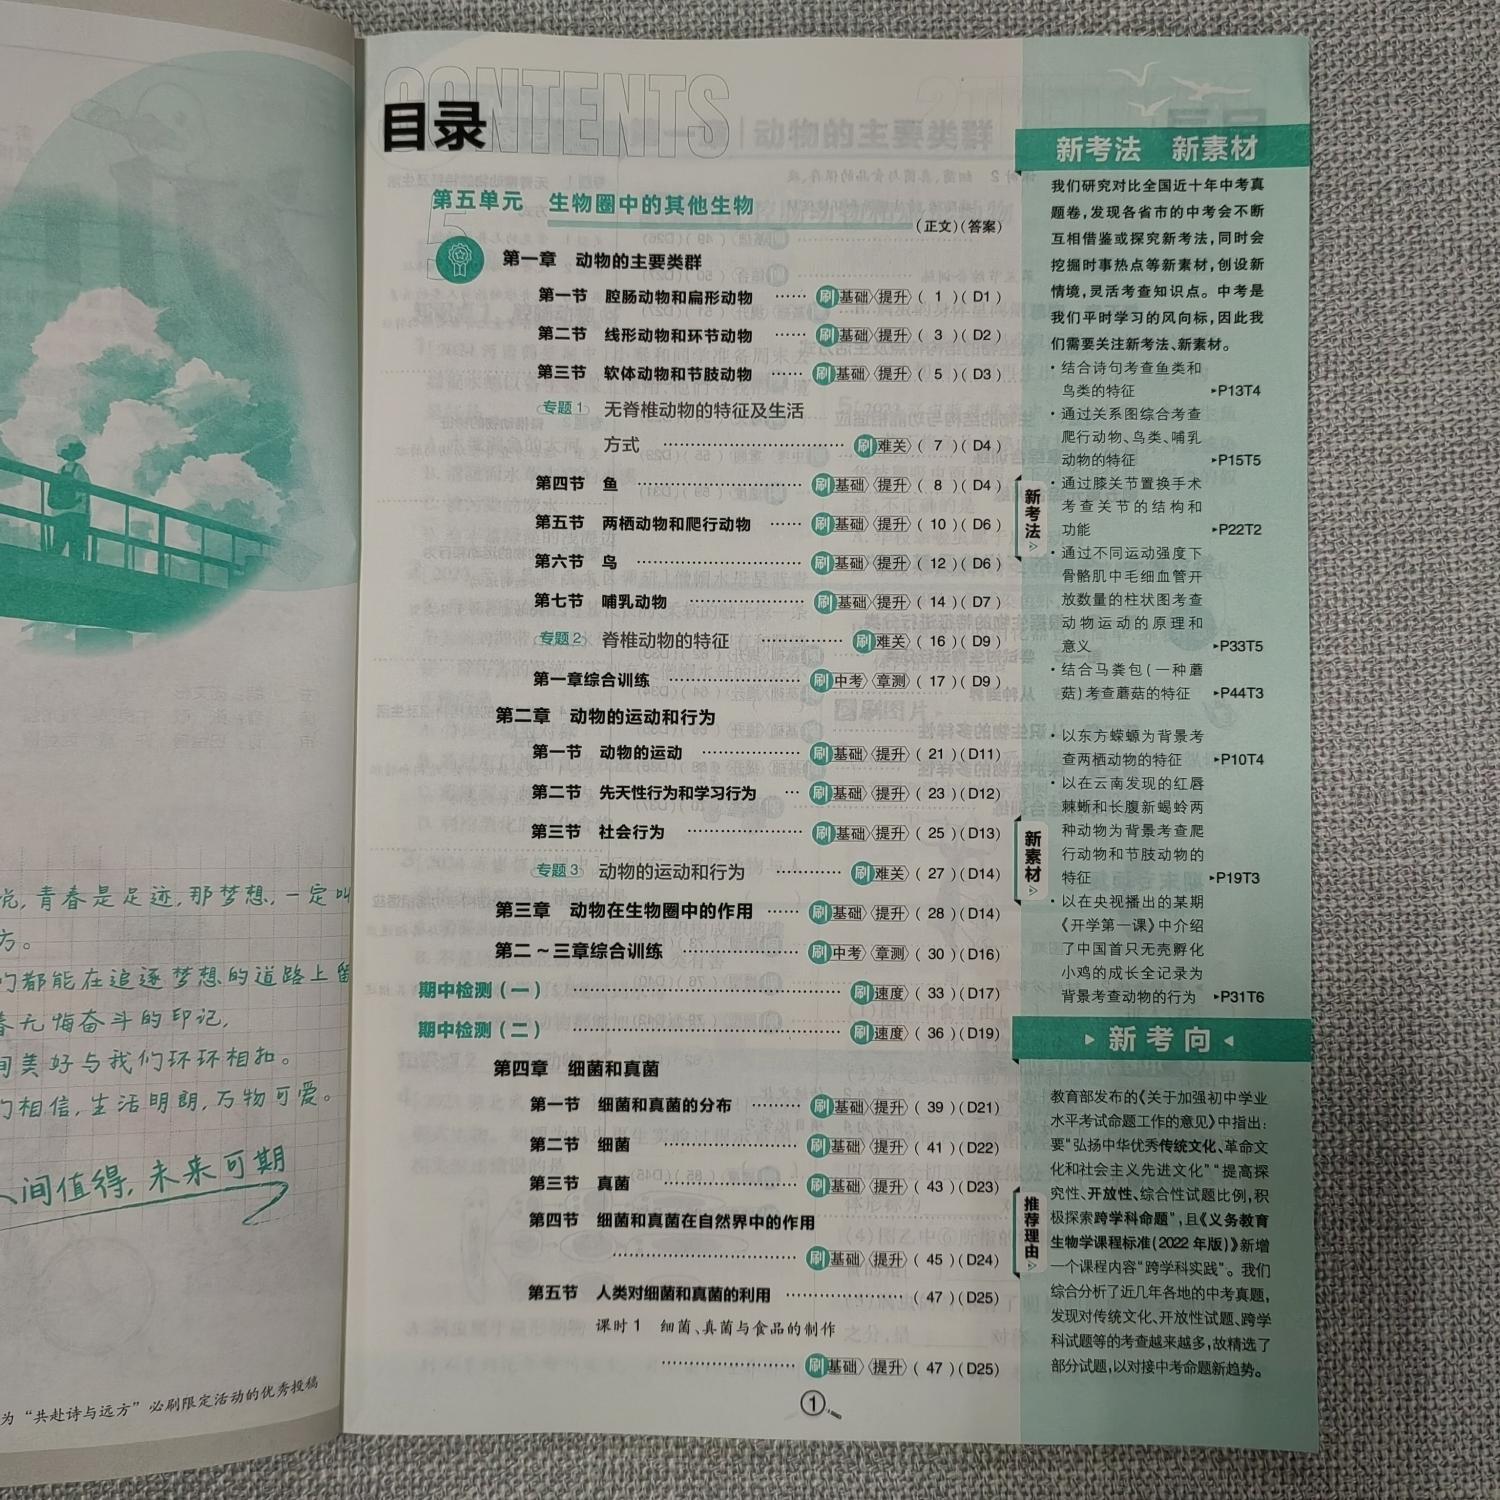 CONTENTS
目录
第五单元 生物圈中的其他生物
(正文)(答案)
第一章 动物的主要类群
第一节 腔肠动物和扁形动物 …… 刷基础 提升 ( 1 )( D1 )
第二节 线形动物和环节动物 …… 刷基础 提升 ( 3 )( D2 )
第三节 软体动物和节肢动物 …… 刷基础 提升 ( 5 )( D3 )
专题1 无脊椎动物的特征及生活
方式 …… 刷难关 ( 7 )( D4 )
第四节 鱼 …… 刷基础 提升 ( 8 )( D4 )
第五节 两栖动物和爬行动物 …… 刷基础 提升 ( 10 )( D6 )
第六节 鸟 …… 刷基础 提升 ( 12 )( D6 )
第七节 哺乳动物 …… 刷基础 提升 ( 14 )( D7 )
专题2 脊椎动物的特征 …… 刷难关 ( 16 )( D9 )
第一章综合训练 …… 刷中考 章测 ( 17 )( D9 )
第二章 动物的运动和行为
第一节 动物的运动 …… 刷基础 提升 ( 21 )(D11)
第二节 先天性行为和学习行为 … 刷基础 提升 ( 23 )(D12)
第三节 社会行为 …… 刷基础 提升 ( 25 )(D13)
专题3 动物的运动和行为 …… 刷难关 ( 27 )(D14)
第三章 动物在生物圈中的作用 …… 刷基础 提升 ( 28 )(D14)
第二~三章综合训练 …… 刷中考 章测 ( 30 )(D16)
期中检测(一) …… 刷速度 ( 33 )(D17)
期中检测(二) …… 刷速度 ( 36 )(D19)
第四章 细菌和真菌
第一节 细菌和真菌的分布 …… 刷基础 提升 ( 39 )(D21)
第二节 细菌 …… 刷基础 提升 ( 41 )(D22)
第三节 真菌 …… 刷基础 提升 ( 43 )(D23)
第四节 细菌和真菌在自然界中的作用
…… 刷基础 提升 ( 45 )(D24)
第五节 人类对细菌和真菌的利用 …… ( 47 )(D25)
课时1 细菌、真菌与食品的制作
…… 刷基础 提升 ( 47 )(D25)
1
新考法 新素材
我们研究对比全国近十年中考真
题卷,发现各省市的中考会不断
互相借鉴或探究新考法,同时会
挖掘时事热点等新素材,创设新
情境,灵活考查知识点。中考是
我们平时学习的风向标,因此我
们需要关注新考法、新素材。
新考法
·结合诗句考查鱼类和
鸟类的特征 ▸P13T4
·通过关系图综合考查
爬行动物、鸟类、哺乳
动物的特征 ▸P15T5
·通过膝关节置换手术
考查关节的结构和
功能 ▸P22T2
·通过不同运动强度下
骨骼肌中毛细血管开
放数量的柱状图考查
动物运动的原理和
意义 ▸P33T5
·结合马粪包(一种蘑
菇)考查蘑菇的特征 ▸P44T3
新素材
·以东方蝾螈为背景考
查两栖动物的特征 ▸P10T4
·以在云南发现的红唇
棘蜥和长腹新蝎蛉两
种动物为背景考查爬
行动物和节肢动物的
特征 ▸P19T3
·以在央视播出的某期
《开学第一课》中介绍
了中国首只无壳孵化
小鸡的成长全记录为
背景考查动物的行为 ▸P31T6
▸ 新考向 ◂
推荐理由
教育部发布的《关于加强初中学业
水平考试命题工作的意见》中指出:
要“弘扬中华优秀传统文化、革命文
化和社会主义先进文化”“提高探
究性、开放性、综合性试题比例,积
极探索跨学科命题”,且《义务教育
生物学课程标准(2022年版)》新增
一个课程内容“跨学科实践”。我们
综合分析了近几年各地的中考真题,
发现对传统文化、开放性试题、跨学
科试题等的考查越来越多,故精选了
部分试题,以对接中考命题新趋势。
说,青春是足迹,那梦想,一定叫
方。
们都能在追逐梦想的道路上留
春无悔奋斗的印记,
间美好与我们环环相扣。
们相信,生活明朗,万物可爱。
人间值得,未来可期
为“共赴诗与远方”必刷限定活动的优秀投稿